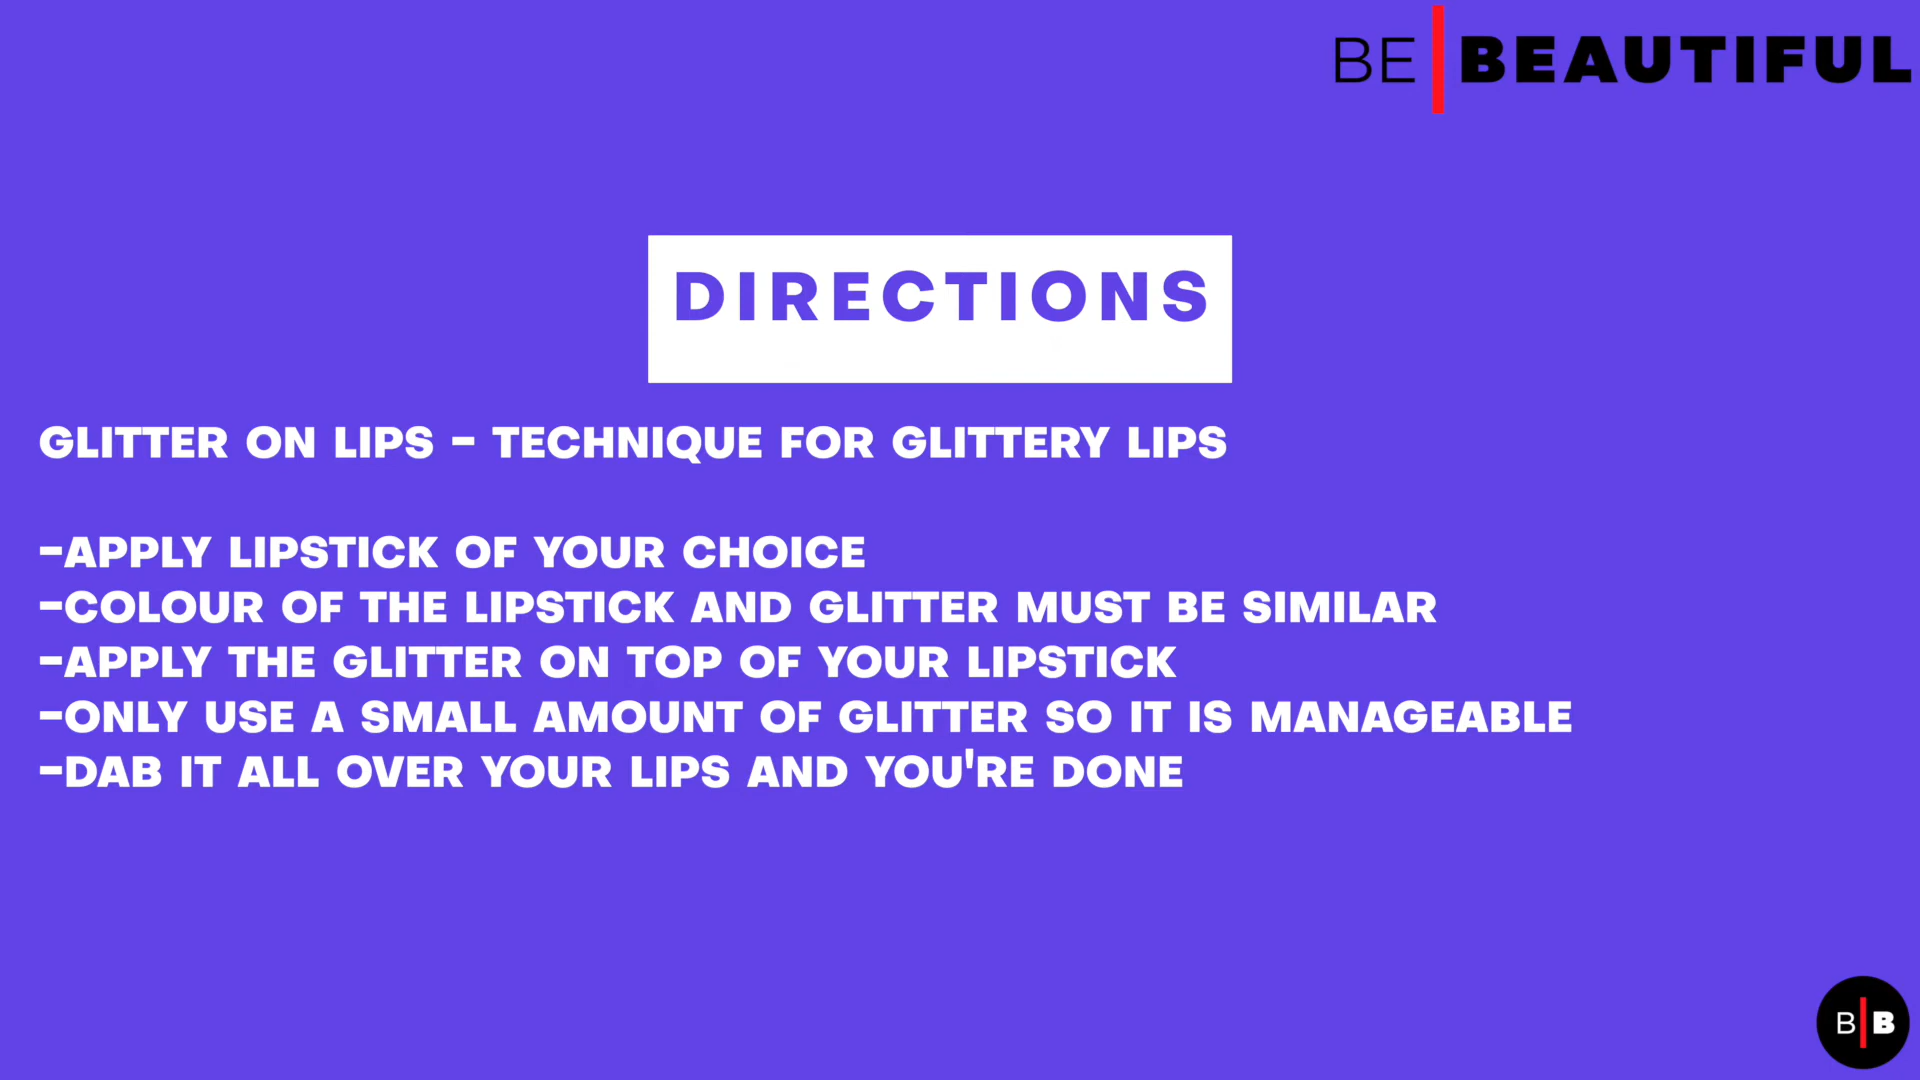 BE BEAUTIFUL
DIRECTIONS
GLITTER ON LIPS - TECHNIQUE FOR GLITTERY LIPS
-APPLY LIPSTICK OF YOUR CHOICE
-COLOUR OF THE LIPSTICK AND GLITTER MUST BE SIMILAR
-APPLY THE GLITTER ON TOP OF YOUR LIPSTICK
-ONLY USE A SMALL AMOUNT OF GLITTER SO IT IS MANAGEABLE
-DAB IT ALL OVER YOUR LIPS AND YOU'RE DONE
B B